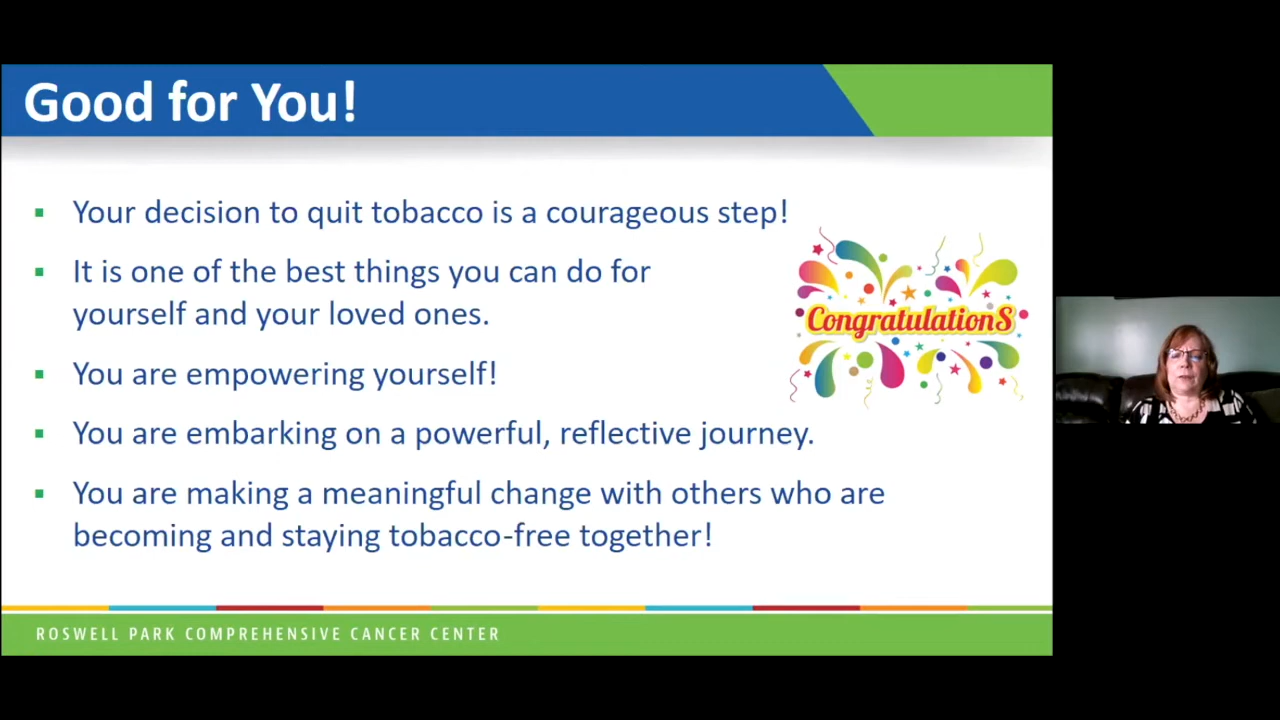 Good for You!
Your decision to quit tobacco is a courageous step!
It is one of the best things you can do for
yourself and your loved ones.
CongratulationS
You are empowering yourself!
You are embarking on a powerful, reflective journey.
You are making a meaningful change with others who are
becoming and staying tobacco-free together!
ROSWELL PARK COMPREHENSIVE CANCER CENTER